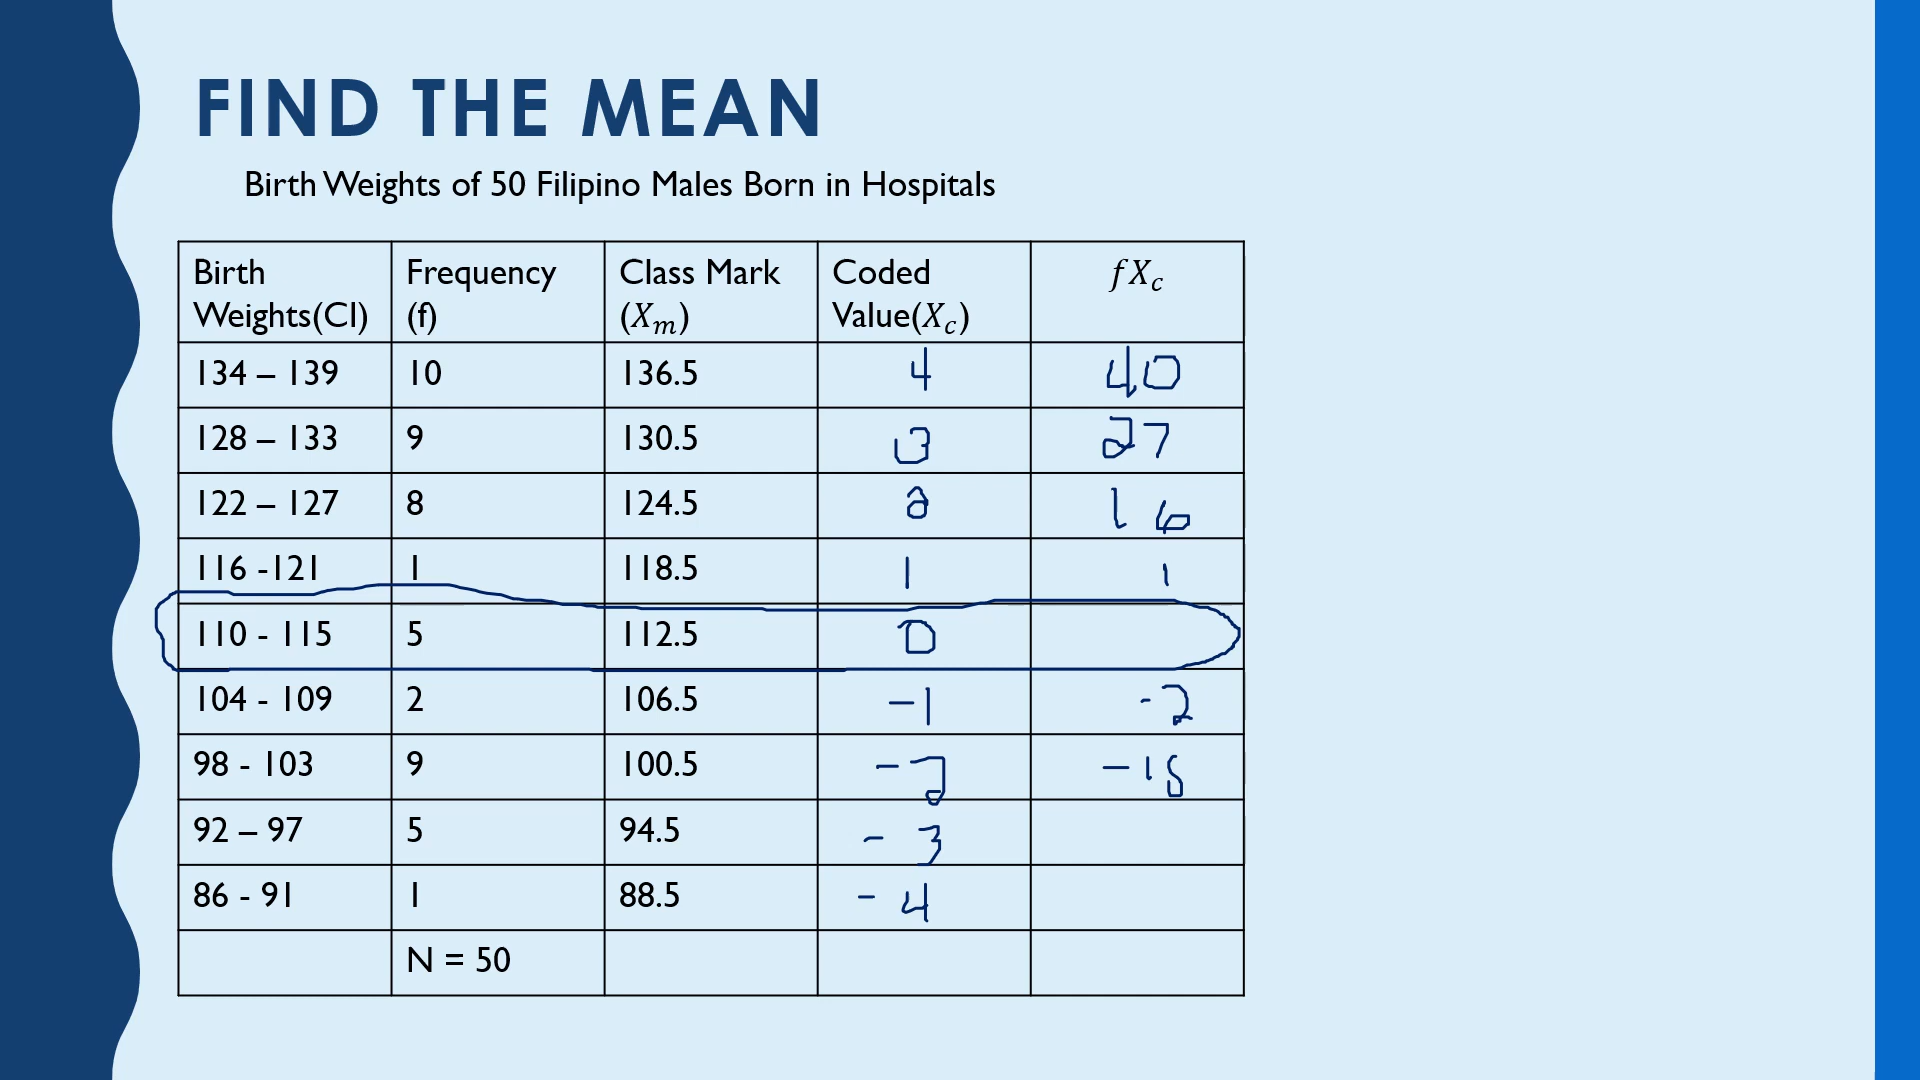 FIND THE MEAN
Birth Weights of 50 Filipino Males Born in Hospitals
Birth Weights(CI) Frequency (f) Class Mark (Xₘ) Coded Value(X꜀) fX꜀
134 – 139 10 136.5 4 40
128 – 133 9 130.5 3 27
122 – 127 8 124.5 2 16
116 -121 1 118.5 1 1
110 - 115 5 112.5 0
104 - 109 2 106.5 -1 -2
98 - 103 9 100.5 -2 -18
92 – 97 5 94.5 -3
86 - 91 1 88.5 -4
N = 50